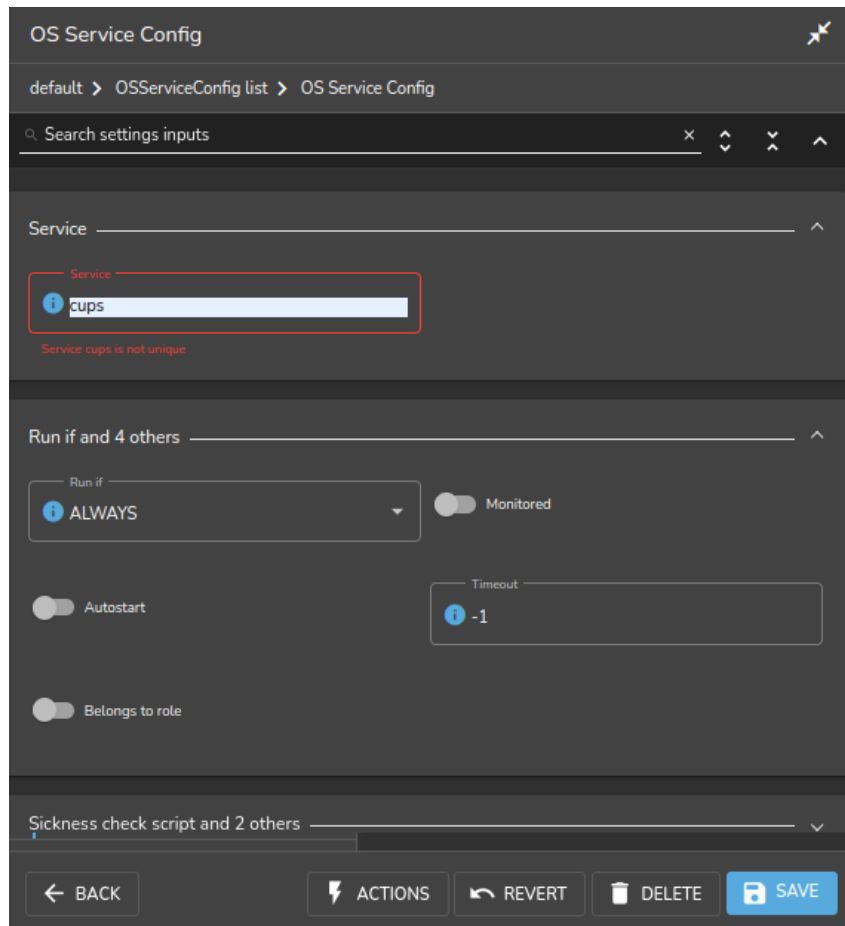 OS Service Config
default > OSServiceConfig list > OS Service Config
Search settings inputs
Service
Service
cups
Service cups is not unique
Run if and 4 others
Run if
ALWAYS
Monitored
Autostart
Timeout
-1
Belongs to role
Sickness check script and 2 others
BACK ACTIONS REVERT DELETE SAVE